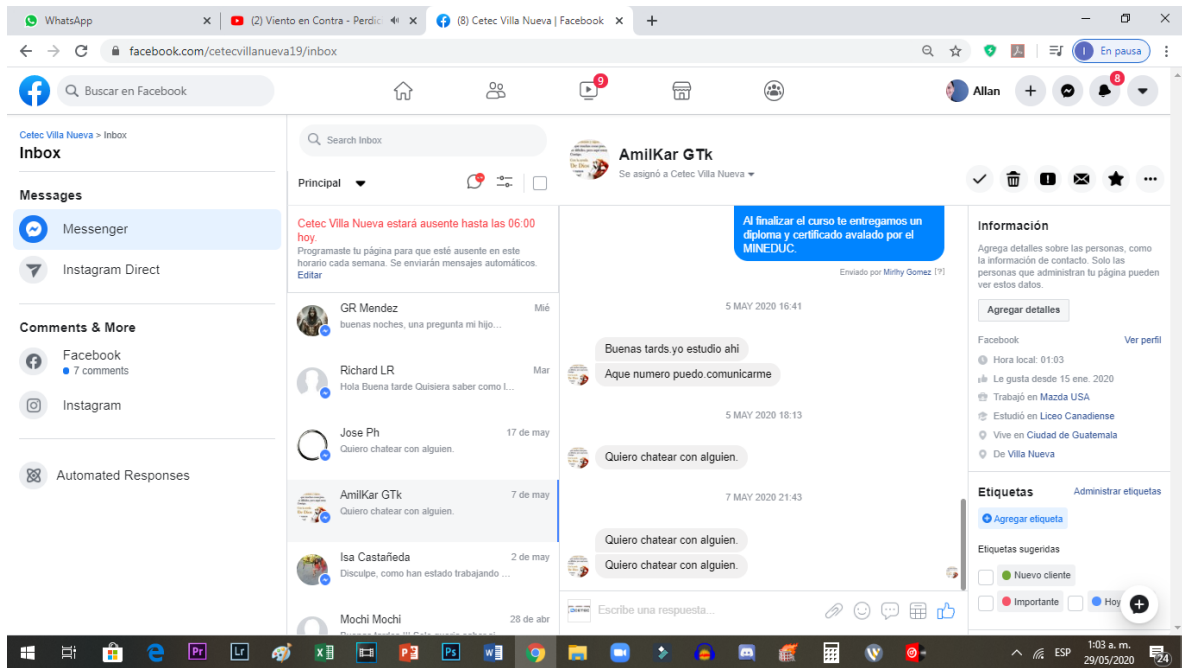 WhatsApp
(2) Viento en Contra - Perdic
(8) Cetec Villa Nueva | Facebook
facebook.com/cetecvillanueva19/inbox
En pausa
Buscar en Facebook
9
Allan
8
Cetec Villa Nueva > Inbox
Inbox
Messages
Messenger
Instagram Direct
Comments & More
Facebook
7 comments
Instagram
Automated Responses
Search Inbox
Principal
Cetec Villa Nueva estará ausente hasta las 06:00
hoy.
Programaste tu página para que esté ausente en este
horario cada semana. Se enviarán mensajes automáticos.
Editar
GR Mendez
Mié
buenas noches, una pregunta mi hijo...
Richard LR
Mar
Hola Buena tarde Quisiera saber como l...
Jose Ph
17 de may
Quiero chatear con alguien.
AmilKar GTk
7 de may
Quiero chatear con alguien.
Isa Castañeda
2 de may
Disculpe, como han estado trabajando ...
Mochi Mochi
28 de abr
AmilKar GTk
Se asignó a Cetec Villa Nueva
Al finalizar el curso te entregamos un
diploma y certificado avalado por el
MINEDUC.
Enviado por Mirlhy Gomez [?]
5 MAY 2020 16:41
Buenas tards.yo estudio ahi
Aque numero puedo.comunicarme
5 MAY 2020 18:13
Quiero chatear con alguien.
7 MAY 2020 21:43
Quiero chatear con alguien.
Quiero chatear con alguien.
Escribe una respuesta...
Información
Agrega detalles sobre las personas, como
la información de contacto. Solo las
personas que administran tu página pueden
ver estos datos.
Agregar detalles
Facebook
Ver perfil
Hora local: 01:03
Le gusta desde 15 ene. 2020
Trabajó en Mazda USA
Estudió en Liceo Canadiense
Vive en Ciudad de Guatemala
De Villa Nueva
Etiquetas
Administrar etiquetas
Agregar etiqueta
Etiquetas sugeridas
Nuevo cliente
Importante
Hoy
Pr
Lr
Ps
ESP
1:03 a. m.
29/05/2020
24